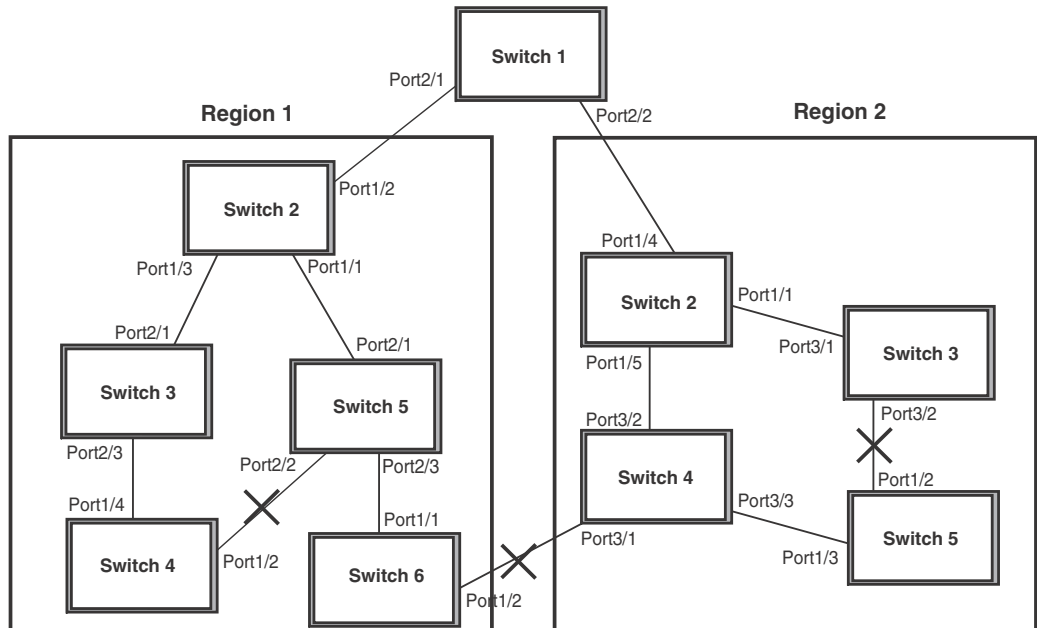 Switch 1
Port2/1
Region 1
Port2/2
Region 2
Port1/2
Switch 2
Port1/3
Port1/1
Port1/4
Switch 2
Port1/1
Port2/1
Port2/1
Port1/5
Port3/1
Switch 3
Switch 3
Switch 5
Port3/2
Port3/2
Port2/3
Port2/2
Port2/3
Switch 4
Port1/2
Port1/4
Port3/3
Port1/1
Port3/1
Switch 4
Port1/2
Switch 6
Port1/2
Port1/3
Switch 5